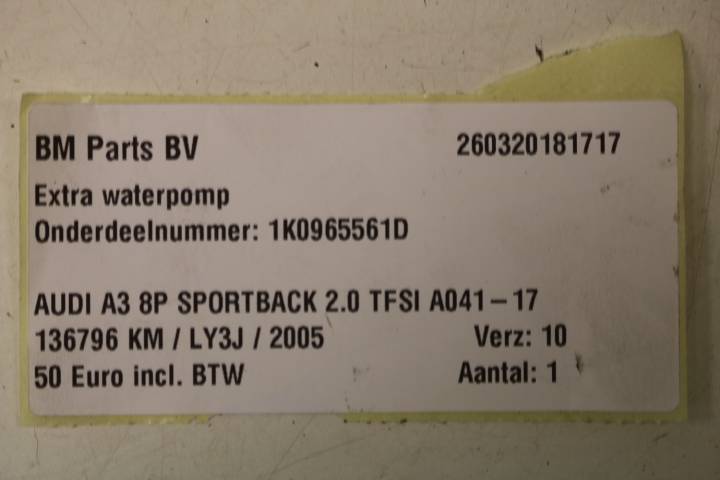 BM Parts BV 260320181717
Extra waterpomp
Onderdeelnummer: 1K0965561D
AUDI A3 8P SPORTBACK 2.0 TFSI A041-17
136796 KM / LY3J / 2005 Verz: 10
50 Euro incl. BTW Aantal: 1